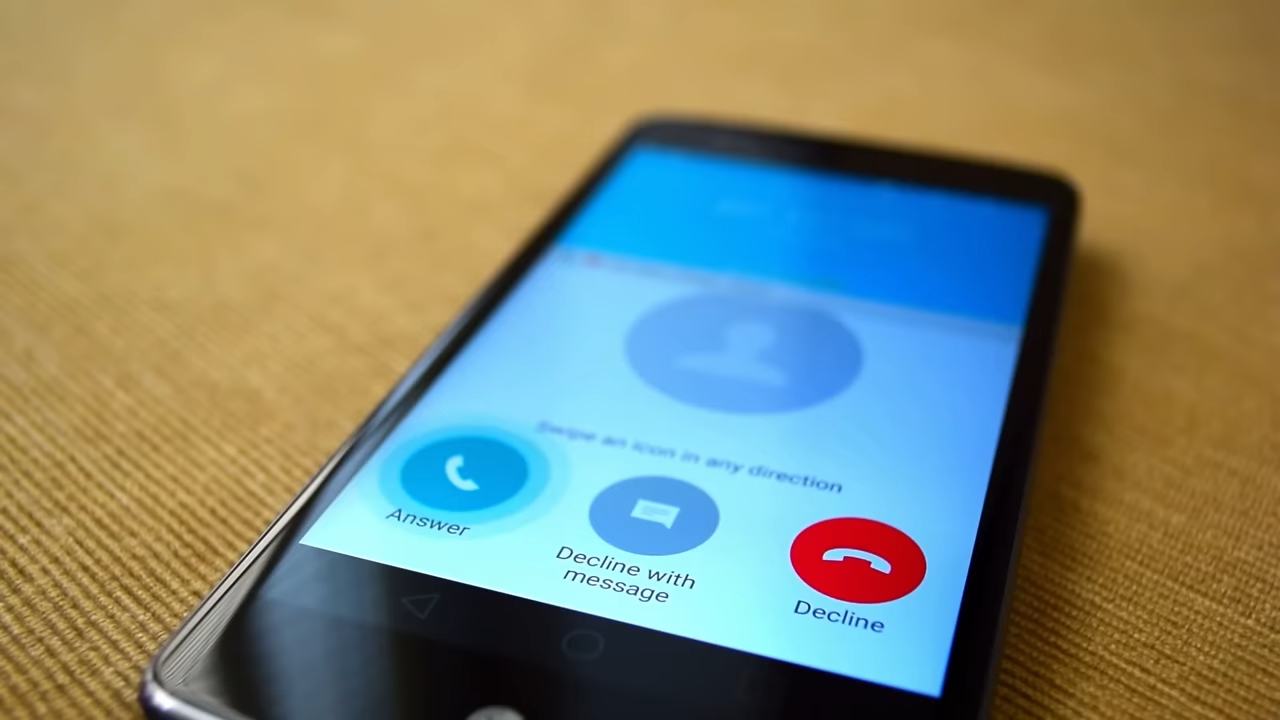 Swipe an icon in any direction
Answer
Decline with
message
Decline